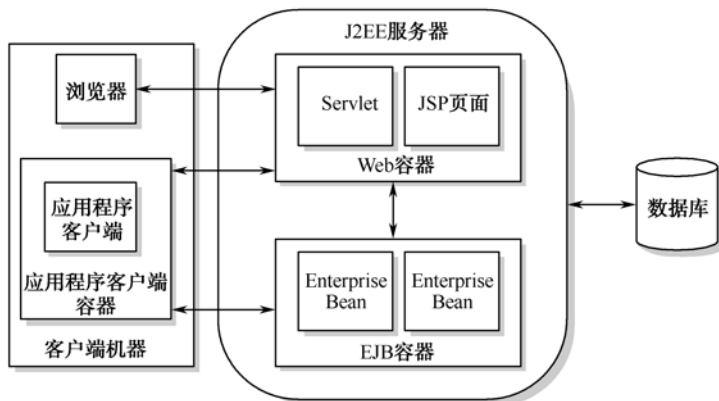 J2EE服务器
浏览器
Servlet
JSP页面
Web容器
应用程序
客户端
应用程序客户端
容器
客户端机器
Enterprise
Bean
Enterprise
Bean
EJB容器
数据库